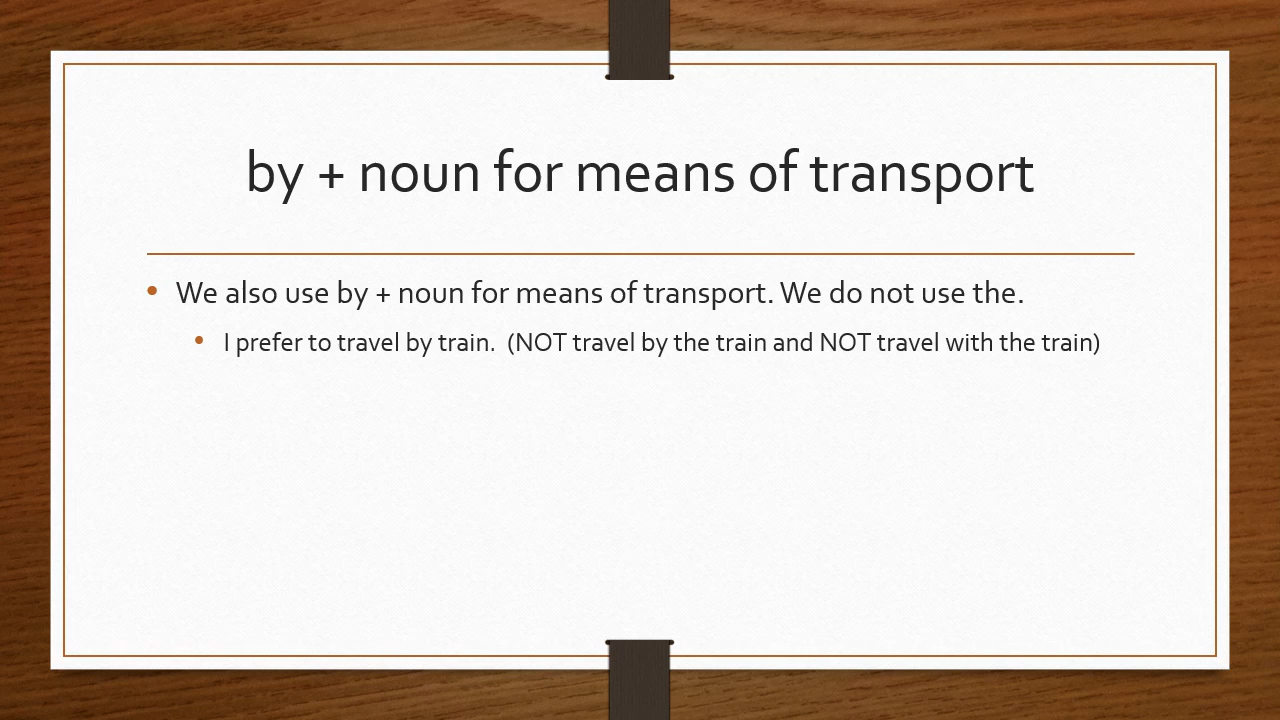 by + noun for means of transport
• We also use by + noun for means of transport. We do not use the.
• I prefer to travel by train.  (NOT travel by the train and NOT travel with the train)